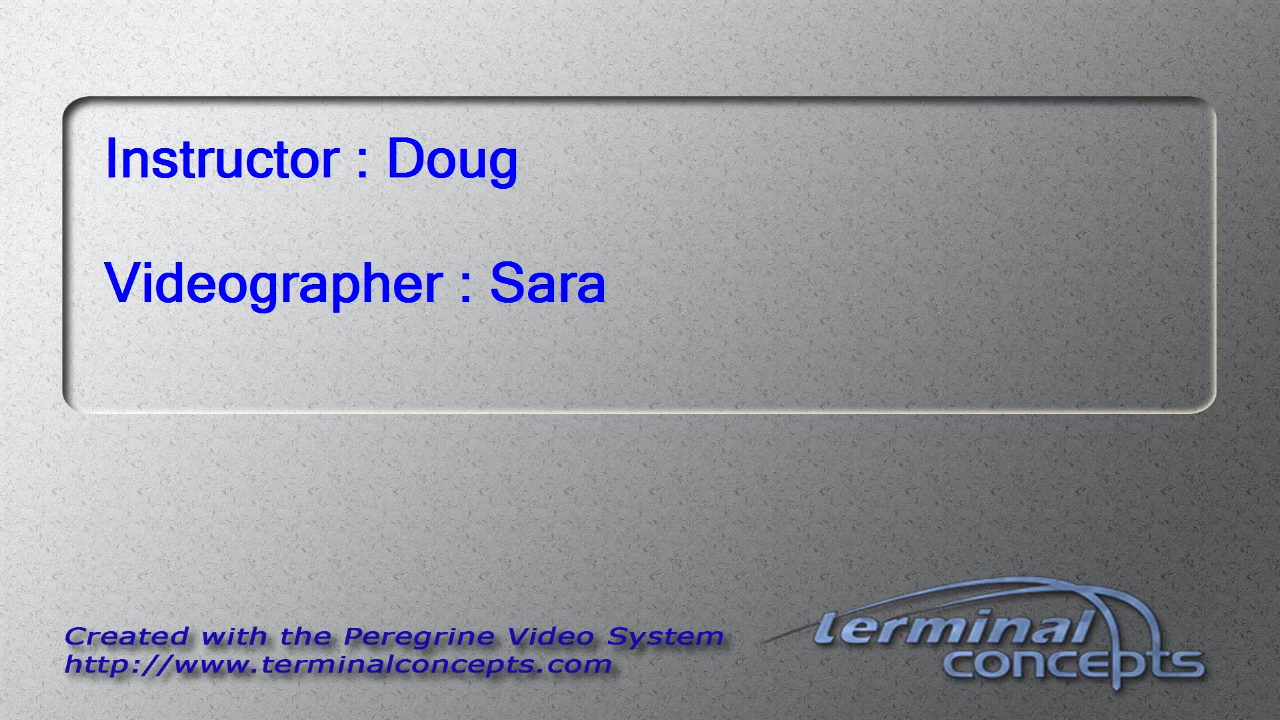 Instructor : Doug
Videographer : Sara
Created with the Peregrine Video System
http://www.terminalconcepts.com
terminal
concepts